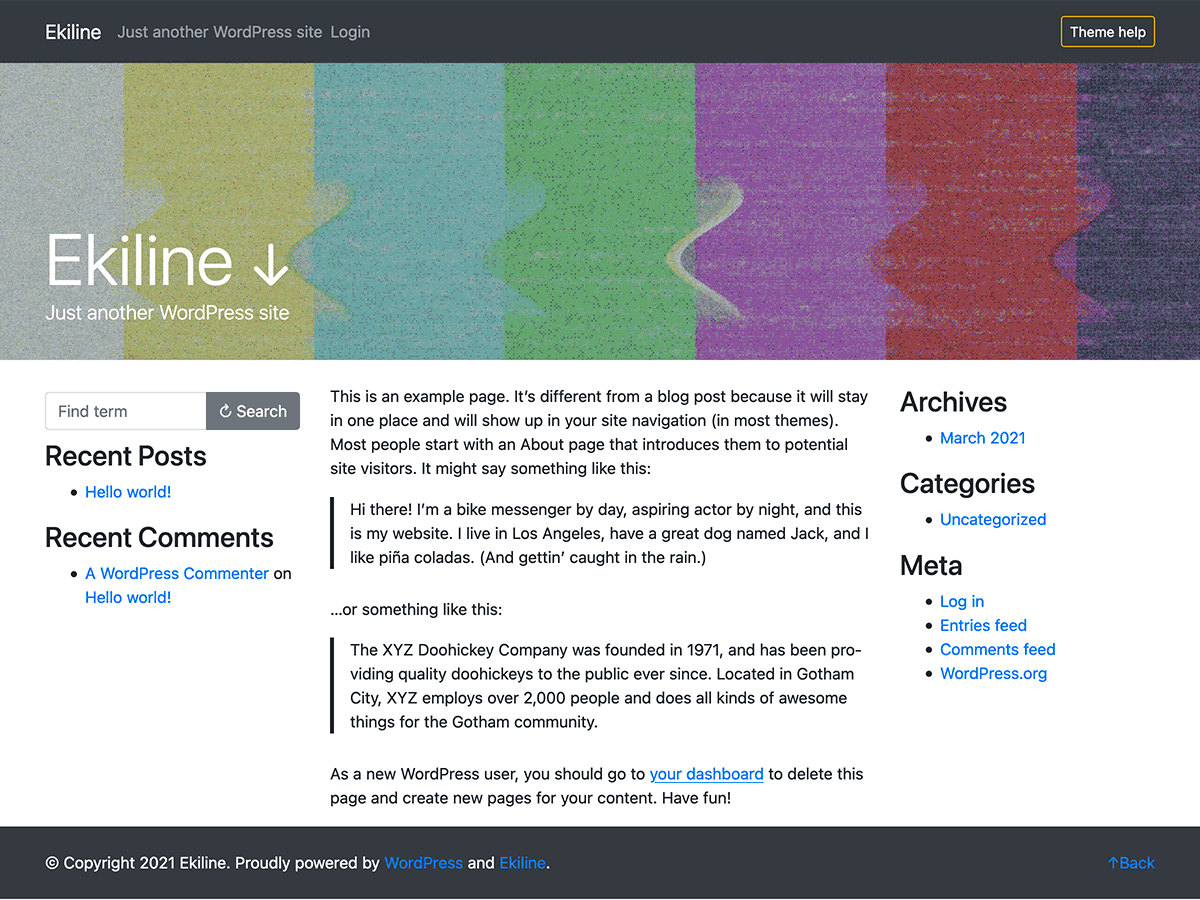 Ekiline Just another WordPress site Login Theme help
Ekiline ↓
Just another WordPress site
Find term ↻ Search
Recent Posts
Hello world!
Recent Comments
A WordPress Commenter on
Hello world!
This is an example page. It’s different from a blog post because it will stay
in one place and will show up in your site navigation (in most themes).
Most people start with an About page that introduces them to potential
site visitors. It might say something like this:
Hi there! I’m a bike messenger by day, aspiring actor by night, and this
is my website. I live in Los Angeles, have a great dog named Jack, and I
like piña coladas. (And gettin’ caught in the rain.)
…or something like this:
The XYZ Doohickey Company was founded in 1971, and has been pro-
viding quality doohickeys to the public ever since. Located in Gotham
City, XYZ employs over 2,000 people and does all kinds of awesome
things for the Gotham community.
As a new WordPress user, you should go to your dashboard to delete this
page and create new pages for your content. Have fun!
Archives
March 2021
Categories
Uncategorized
Meta
Log in
Entries feed
Comments feed
WordPress.org
© Copyright 2021 Ekiline. Proudly powered by WordPress and Ekiline. ↑Back